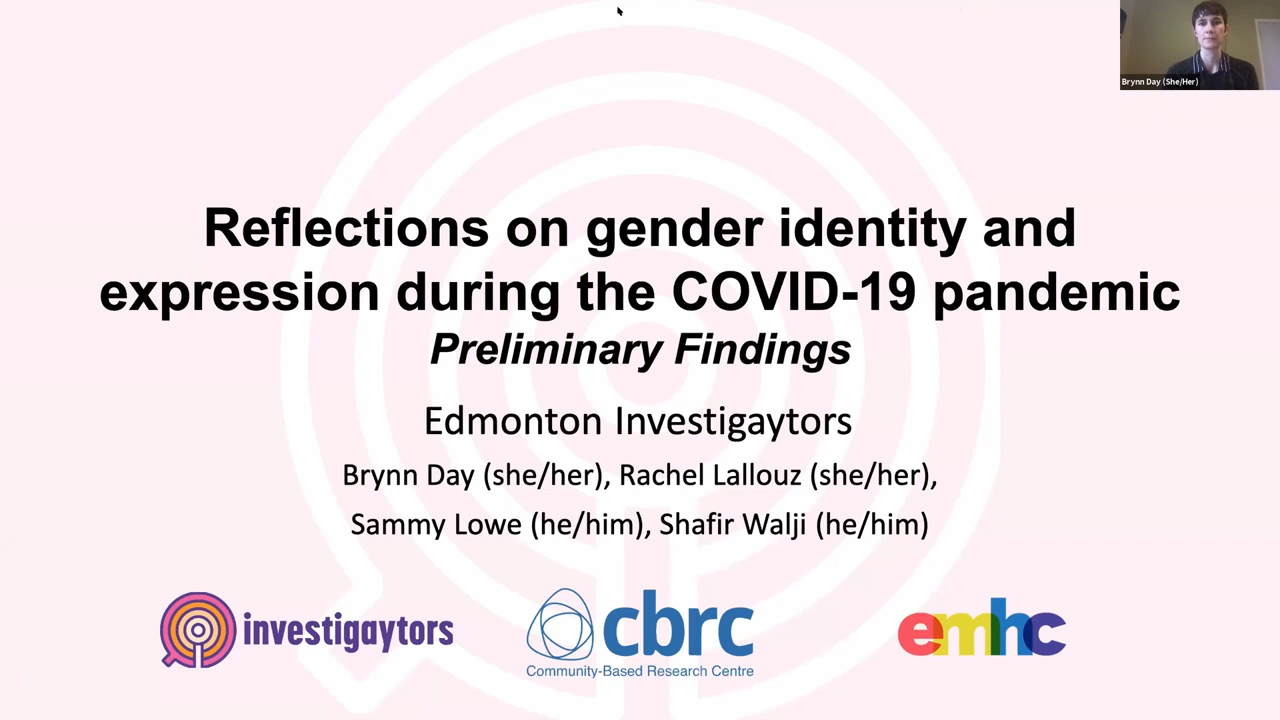 Brynn Day (She/Her)
Reflections on gender identity and
expression during the COVID-19 pandemic
Preliminary Findings
Edmonton Investigaytors
Brynn Day (she/her), Rachel Lallouz (she/her),
Sammy Lowe (he/him), Shafir Walji (he/him)
investigaytors
cbrc
Community-Based Research Centre
emhc